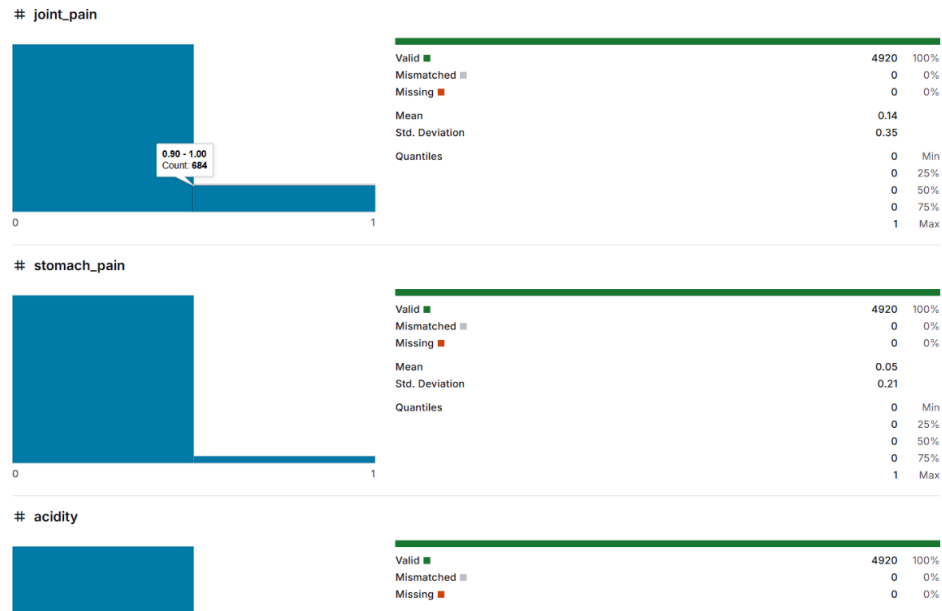 # joint_pain
Valid 4920 100%
Mismatched 0 0%
Missing 0 0%
Mean 0.14
Std. Deviation 0.35
Quantiles 0 Min
0 25%
0 50%
0 75%
1 Max
0.90 - 1.00
Count: 684
0 1
# stomach_pain
Valid 4920 100%
Mismatched 0 0%
Missing 0 0%
Mean 0.05
Std. Deviation 0.21
Quantiles 0 Min
0 25%
0 50%
0 75%
1 Max
0 1
# acidity
Valid 4920 100%
Mismatched 0 0%
Missing 0 0%